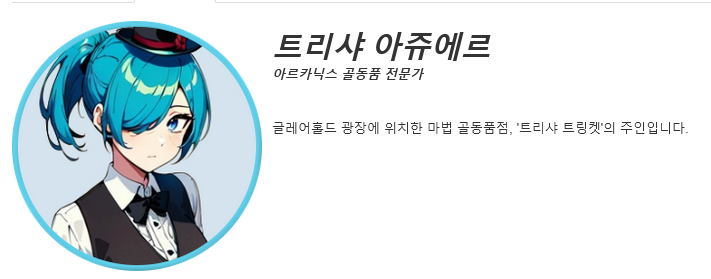 트리샤 아쥬에르
아르카닉스 골동품 전문가
글레어홀드 광장에 위치한 마법 골동품점, '트리샤 트링켓'의 주인입니다.